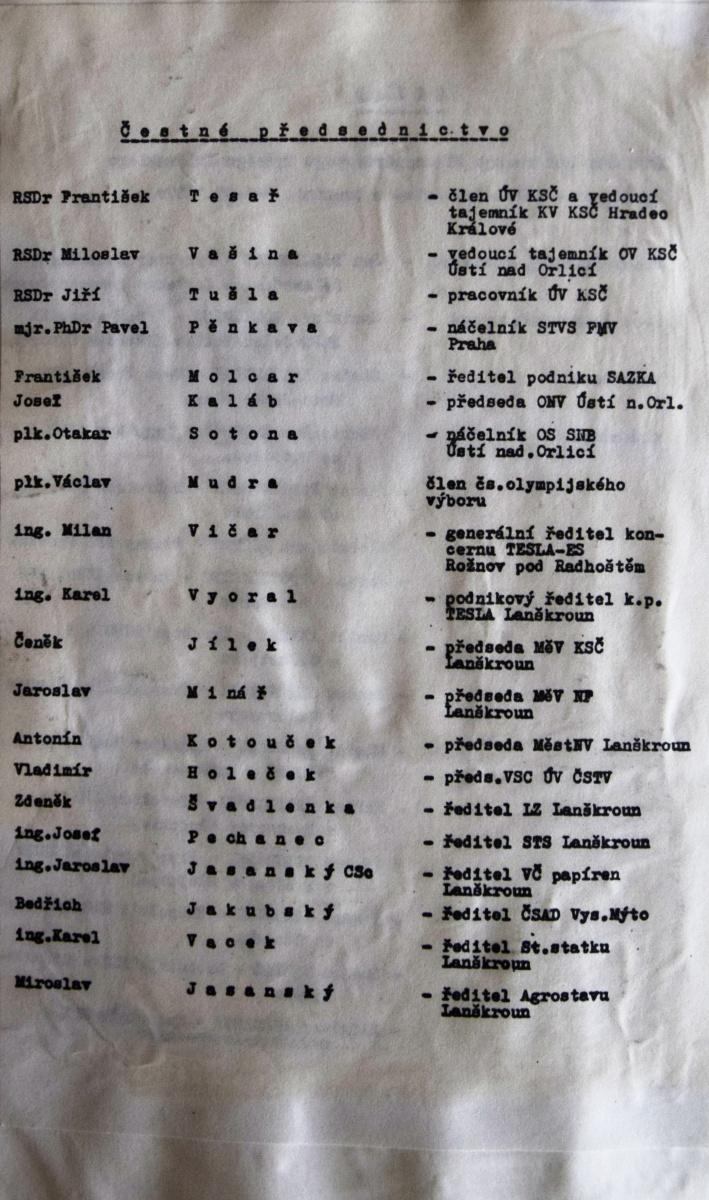 Čestné předsednictvo
RSDr František Tesař - člen ÚV KSČ a vedoucí
tajemník KV KSČ Hradec
Králové
RSDr Miloslav Vašina - vedoucí tajemník OV KSČ
Ústí nad Orlicí
RSDr Jiří Tušla - pracovník ÚV KSČ
mjr.PhDr Pavel Pěnkava - náčelník STVS FMV
Praha
František Molcar - ředitel podniku SAZKA
Josef Kaláb - předseda ONV Ústí n.Orl.
plk.Otakar Sotona - náčelník OS SNB
Ústí nad.Orlicí
plk.Václav Mudra člen čs.olympijského
výboru
ing. Milan Vičar - generální ředitel kon-
cernu TESLA-ES
Rožnov pod Radhoštěm
ing. Karel Vyoral - podnikový ředitel k.p.
TESLA Lanškroun
Čeněk Jílek - předseda MěV KSČ
Lanškroun
Jaroslav Minář - předseda MěV NF
Lanškroun
Antonín Kotouček - předseda MěstNV Lanškroun
Vladimír Holeček - předs.VSC ÚV ČSTV
Zdeněk Švadlenka - ředitel LZ Lanškroun
ing.Josef Pechanec - ředitel STS Lanškroun
ing.Jaroslav Jasanský CSc - ředitel VČ papíren
Lanškroun
Bedřich Jakubský - ředitel ČSAD Vys.Mýto
ing.Karel Vacek - ředitel St.statku
Lanškroun
Miroslav Jasanský - ředitel Agrostavu
Lanškroun